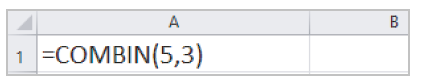 A B
1 =COMBIN(5,3)